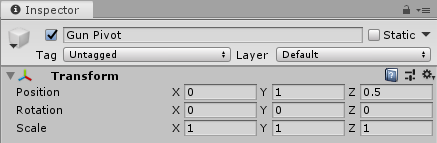 Inspector
Gun Pivot Static
Tag Untagged Layer Default
Transform
Position X 0 Y 1 Z 0.5
Rotation X 0 Y 0 Z 0
Scale X 1 Y 1 Z 1